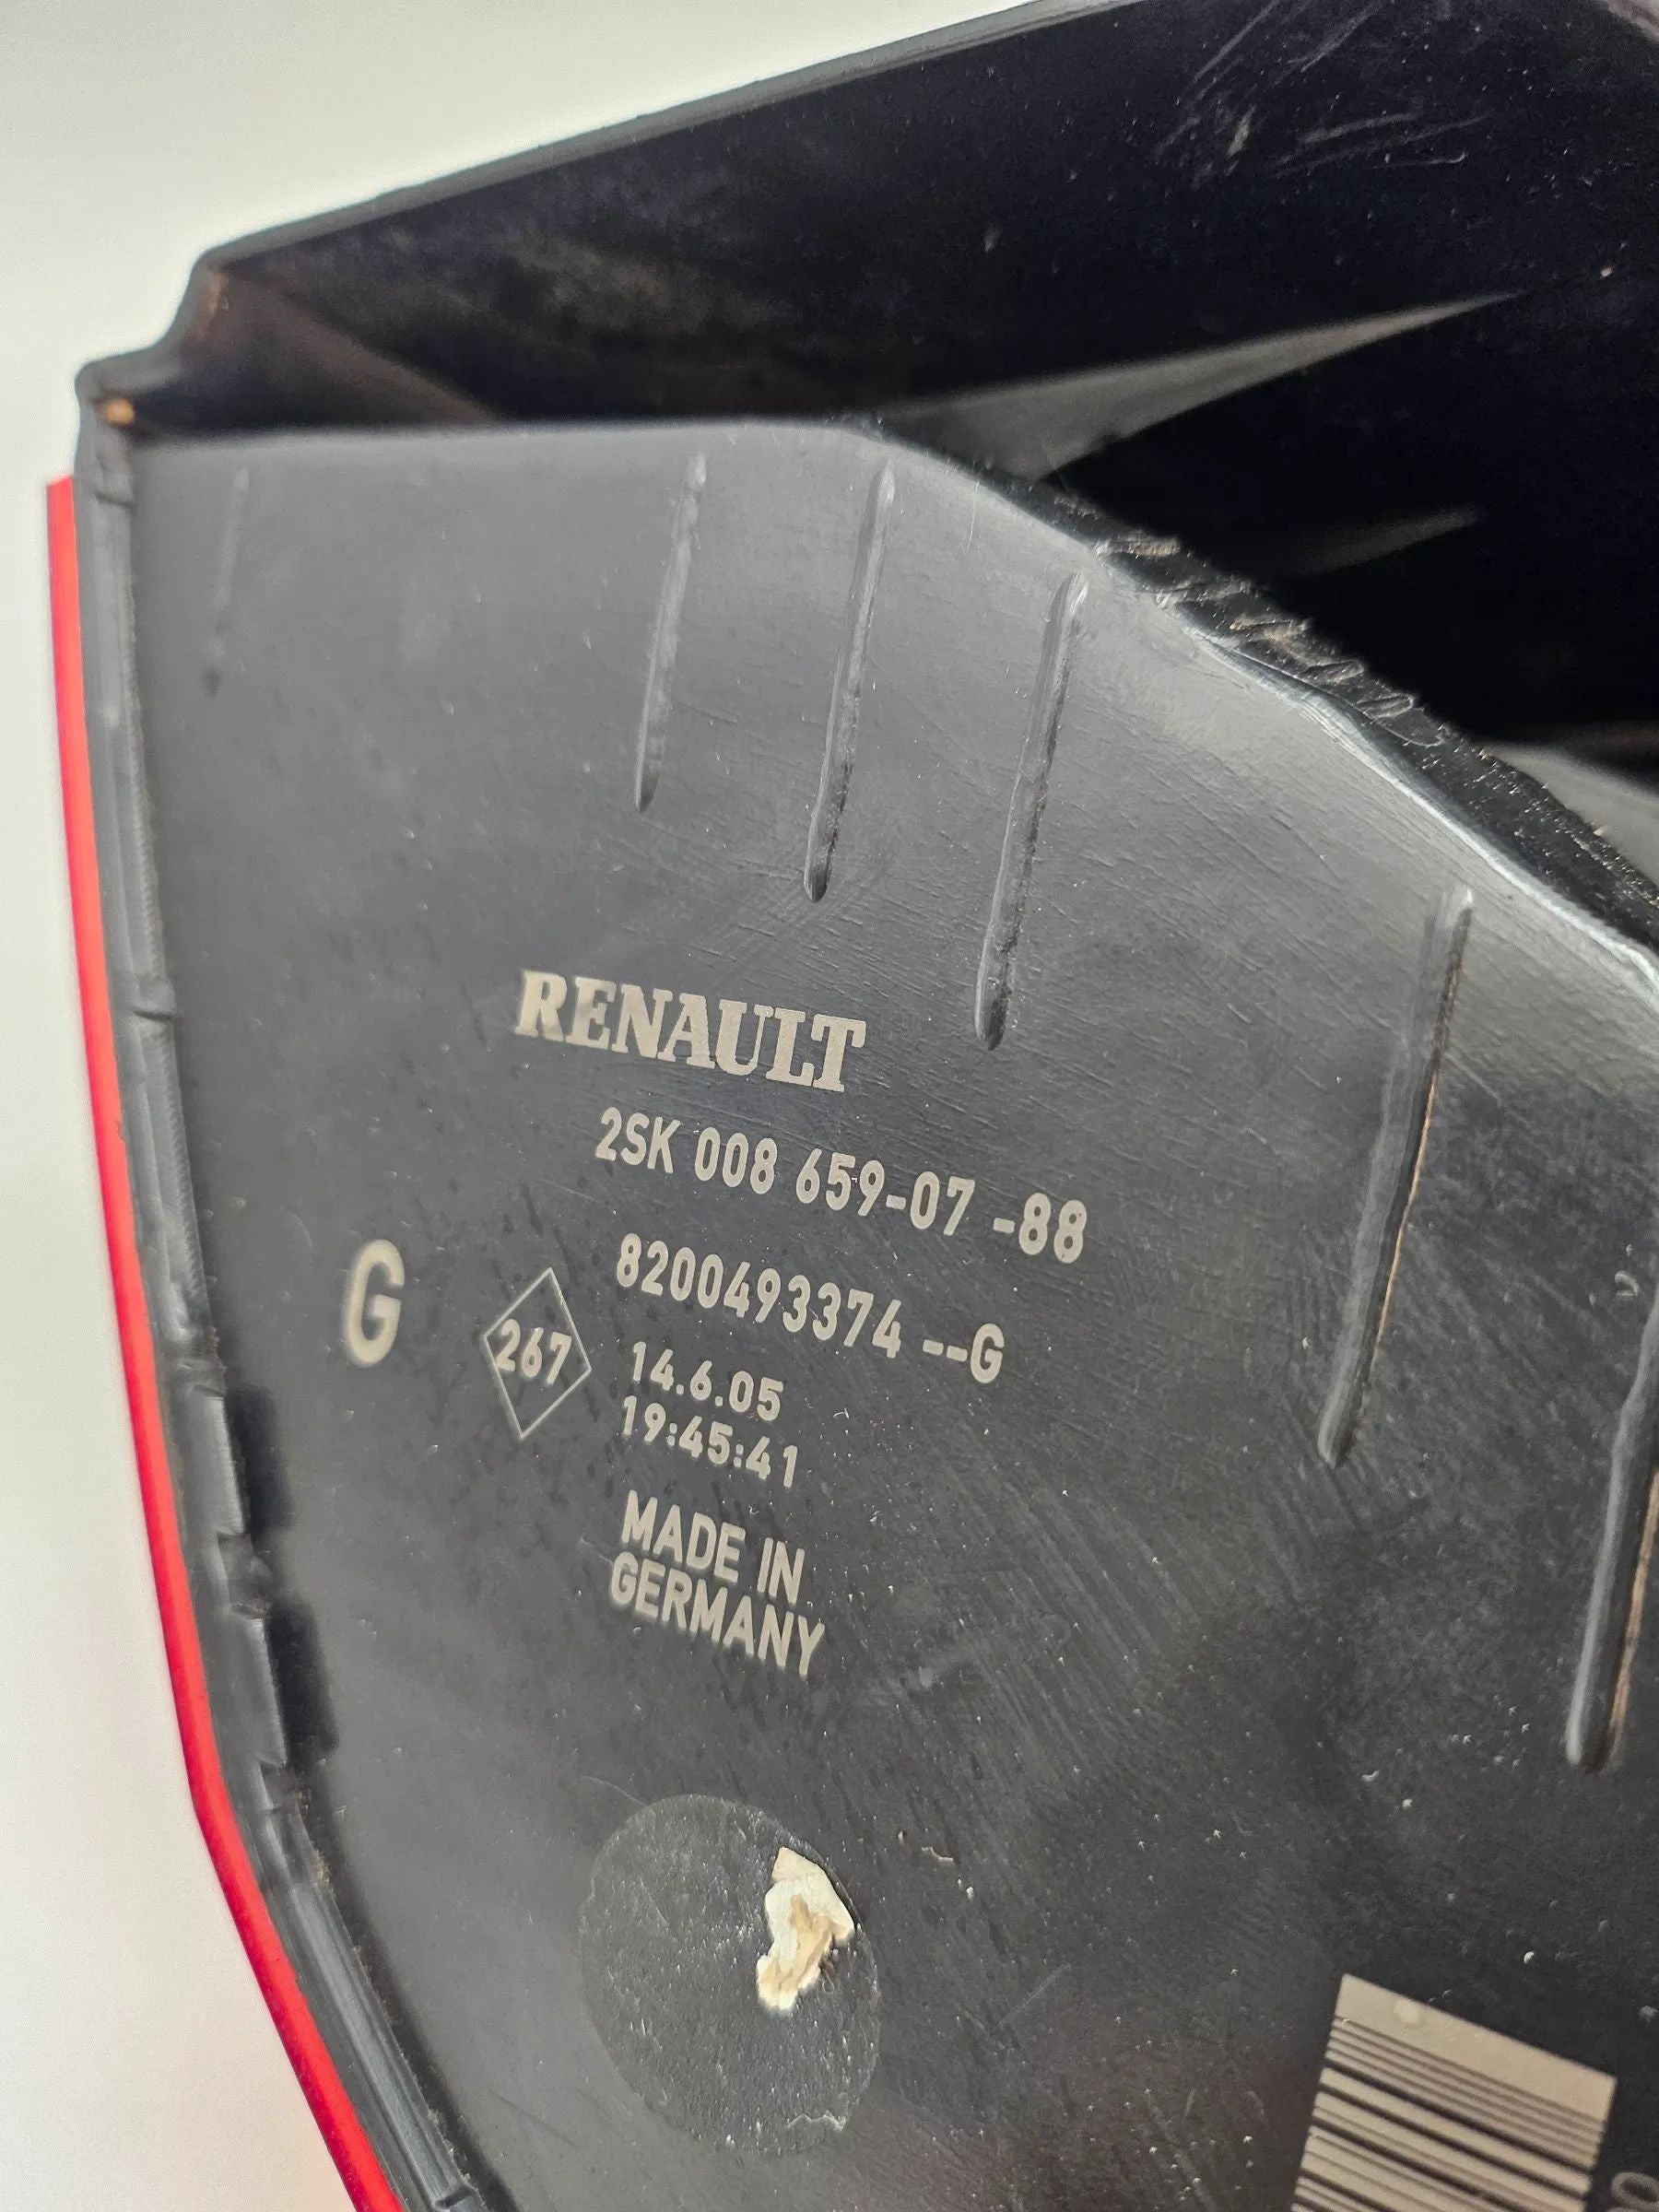 RENAULT
2SK 008 659-07 -88
8200493374 --G
G
267
14.6.05
19:45:41
MADE IN
GERMANY